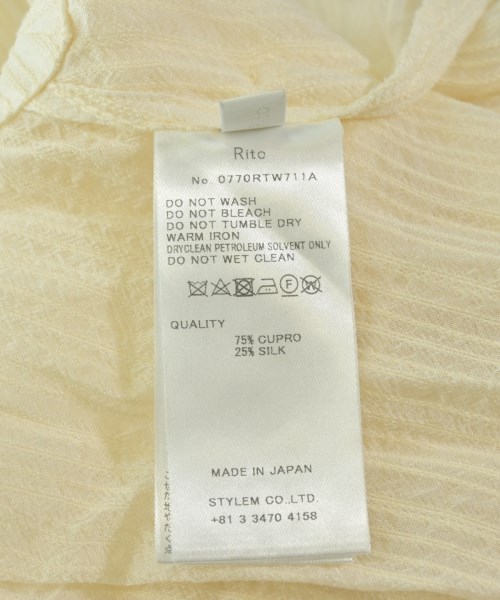 Rito
No. 0770RTW711A
DO NOT WASH
DO NOT BLEACH
DO NOT TUMBLE DRY
WARM IRON
DRYCLEAN PETROLEUM SOLVENT ONLY
DO NOT WET CLEAN
F W
QUALITY
75% CUPRO
25% SILK
MADE IN JAPAN
STYLEM CO.,LTD.
+81 3 3470 4158